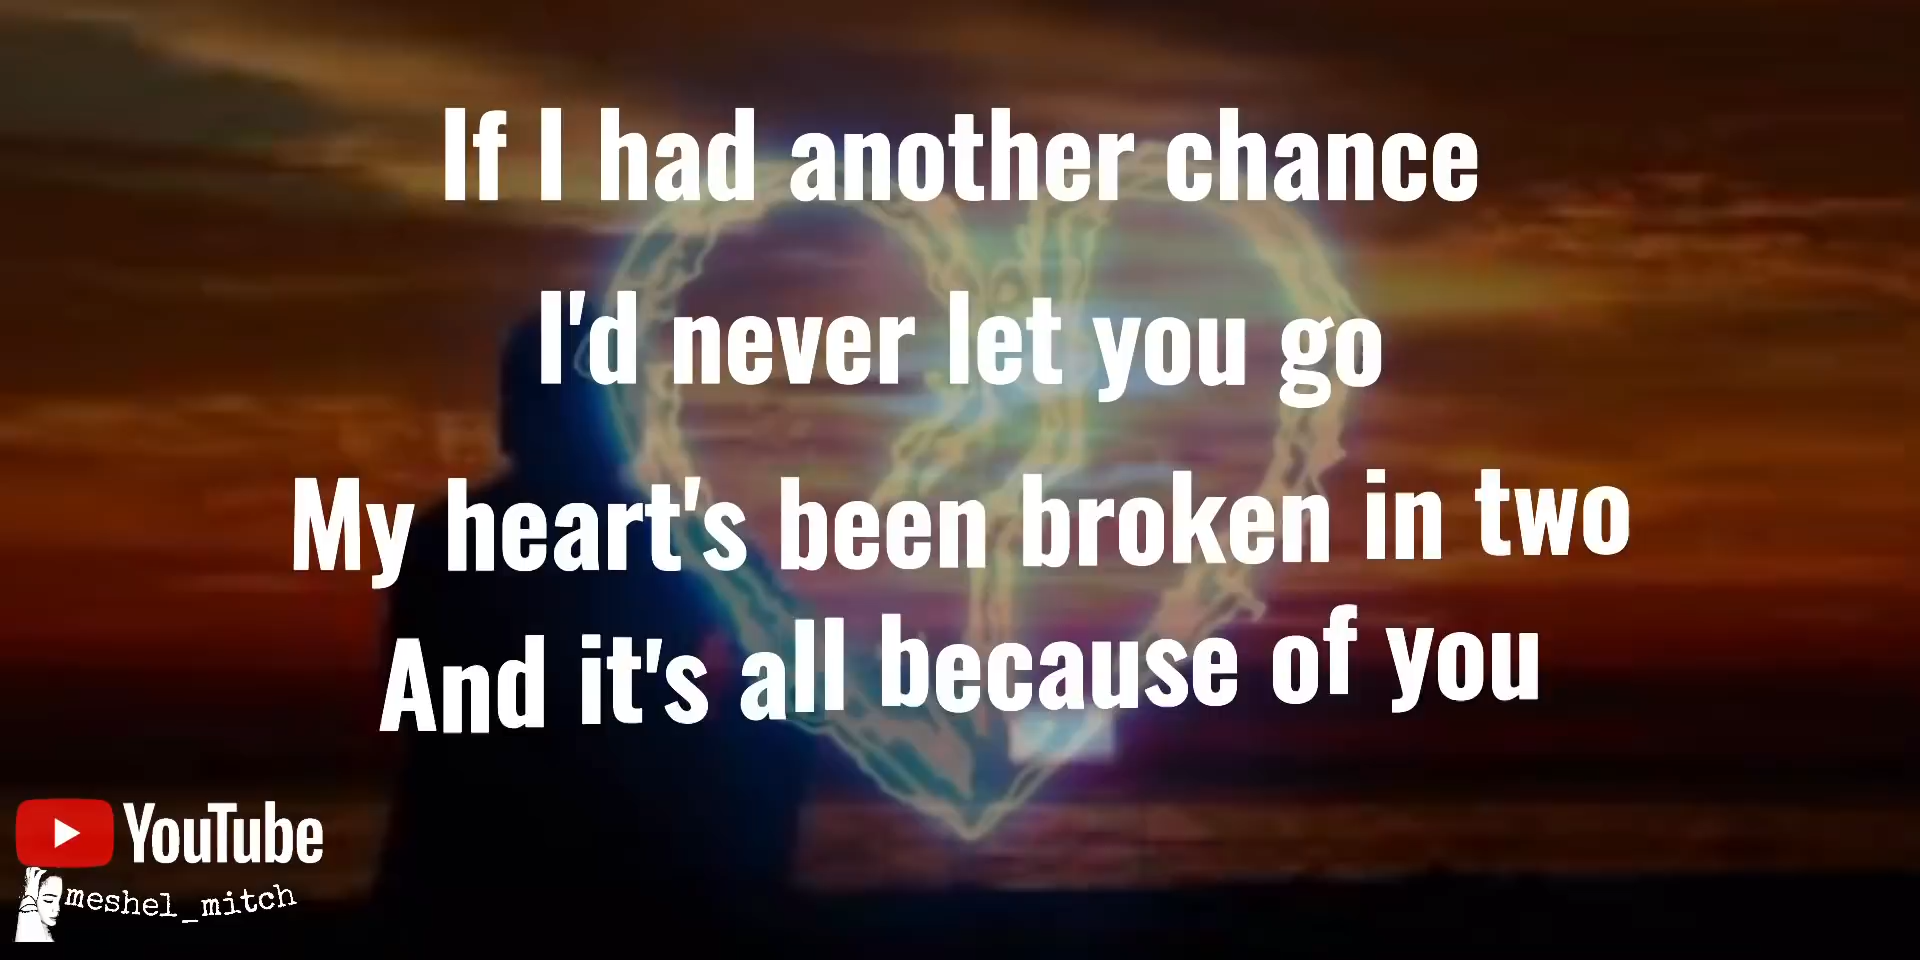 If I had another chance
I'd never let you go
My heart's been broken in two
And it's all because of you
YouTube
meshel_mitch